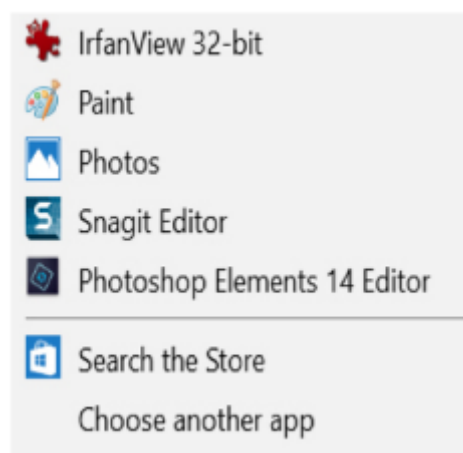 IrfanView 32-bit
Paint
Photos
Snagit Editor
Photoshop Elements 14 Editor
Search the Store
Choose another app